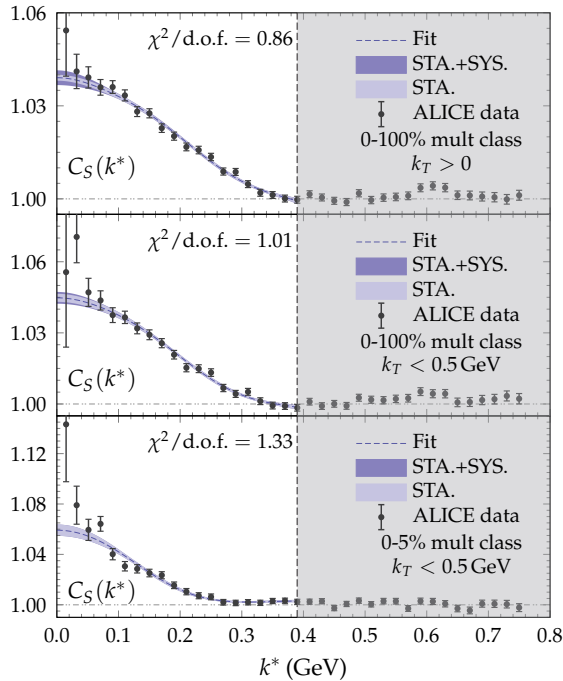 1.06
χ²/d.o.f. = 0.86
Fit
STA.+SYS.
STA.
ALICE data
0-100% mult class
k_T > 0
1.03
C_S(k*)
1.00
χ²/d.o.f. = 1.01
Fit
STA.+SYS.
STA.
ALICE data
0-100% mult class
k_T < 0.5 GeV
1.06
1.03
C_S(k*)
1.00
χ²/d.o.f. = 1.33
Fit
STA.+SYS.
STA.
ALICE data
0-5% mult class
k_T < 0.5 GeV
1.12
1.08
1.04
C_S(k*)
1.00
0.0 0.1 0.2 0.3 0.4 0.5 0.6 0.7 0.8
k* (GeV)